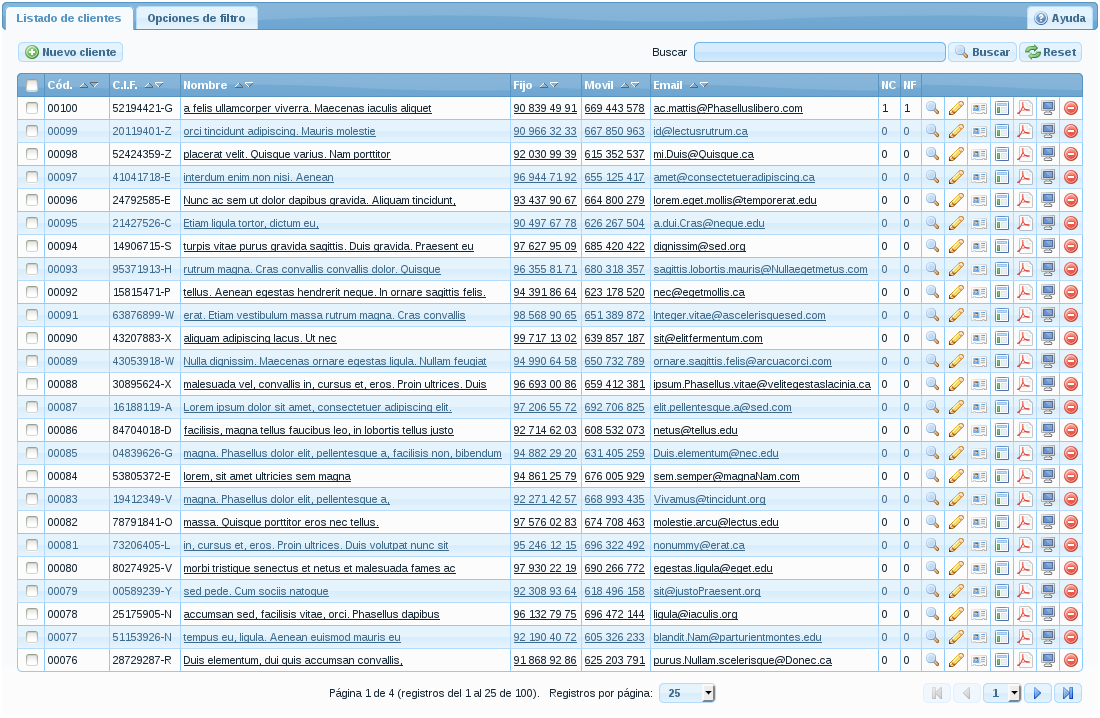 Listado de clientes Opciones de filtro Ayuda
Nuevo cliente Buscar Buscar Reset
Cód. C.I.F. Nombre Fijo Movil Email NC NF
00100 52194421-G a felis ullamcorper viverra. Maecenas iaculis aliquet 90 839 49 91 669 443 578 ac.mattis@Phaselluslibero.com 1 1
00099 20119401-Z orci tincidunt adipiscing. Mauris molestie 90 966 32 33 667 850 963 id@lectusrutrum.ca 0 0
00098 52424359-Z placerat velit. Quisque varius. Nam porttitor 92 030 99 39 615 352 537 mi.Duis@Quisque.ca 0 0
00097 41041718-E interdum enim non nisi. Aenean 96 944 71 92 655 125 417 amet@consectetueradipiscing.ca 0 0
00096 24792585-E Nunc ac sem ut dolor dapibus gravida. Aliquam tincidunt, 93 437 90 67 664 800 279 lorem.eget.mollis@temporerat.edu 0 0
00095 21427526-C Etiam ligula tortor, dictum eu, 90 497 67 78 626 267 504 a.dui.Cras@neque.edu 0 0
00094 14906715-S turpis vitae purus gravida sagittis. Duis gravida. Praesent eu 97 627 95 09 685 420 422 dignissim@sed.org 0 0
00093 95371913-H rutrum magna. Cras convallis convallis dolor. Quisque 96 355 81 71 680 318 357 sagittis.lobortis.mauris@Nullaegetmetus.com 0 0
00092 15815471-P tellus. Aenean egestas hendrerit neque. In ornare sagittis felis. 94 391 86 64 623 178 520 nec@egetmollis.ca 0 0
00091 63876899-W erat. Etiam vestibulum massa rutrum magna. Cras convallis 98 568 90 65 651 389 872 Integer.vitae@ascelerisquesed.com 0 0
00090 43207883-X aliquam adipiscing lacus. Ut nec 99 717 13 02 639 857 187 sit@elitfermentum.com 0 0
00089 43053918-W Nulla dignissim. Maecenas ornare egestas ligula. Nullam feugiat 94 990 64 58 650 732 789 ornare.sagittis.felis@arcuacorci.com 0 0
00088 30895624-X malesuada vel, convallis in, cursus et, eros. Proin ultrices. Duis 96 693 00 86 659 412 381 ipsum.Phasellus.vitae@velitegestaslacinia.ca 0 0
00087 16188119-A Lorem ipsum dolor sit amet, consectetuer adipiscing elit. 97 206 55 72 692 706 825 elit.pellentesque.a@sed.com 0 0
00086 84704018-D facilisis, magna tellus faucibus leo, in lobortis tellus justo 92 714 62 03 608 532 073 netus@tellus.edu 0 0
00085 04839626-G magna. Phasellus dolor elit, pellentesque a, facilisis non, bibendum 94 882 29 20 631 405 259 Duis.elementum@nec.edu 0 0
00084 53805372-E lorem, sit amet ultricies sem magna 94 861 25 79 676 005 929 sem.semper@magnaNam.com 0 0
00083 19412349-V magna. Phasellus dolor elit, pellentesque a, 92 271 42 57 668 993 435 Vivamus@tincidunt.org 0 0
00082 78791841-O massa. Quisque porttitor eros nec tellus. 97 576 02 83 674 708 463 molestie.arcu@lectus.edu 0 0
00081 73206405-L in, cursus et, eros. Proin ultrices. Duis volutpat nunc sit 95 246 12 15 696 322 492 nonummy@erat.ca 0 0
00080 80274925-V morbi tristique senectus et netus et malesuada fames ac 97 930 22 19 690 266 772 egestas.ligula@eget.edu 0 0
00079 00589239-Y sed pede. Cum sociis natoque 92 308 93 64 618 496 158 sit@justoPraesent.org 0 0
00078 25175905-N accumsan sed, facilisis vitae, orci. Phasellus dapibus 96 132 79 75 696 472 144 ligula@iaculis.org 0 0
00077 51153926-N tempus eu, ligula. Aenean euismod mauris eu 92 190 40 72 605 326 233 blandit.Nam@parturientmontes.edu 0 0
00076 28729287-R Duis elementum, dui quis accumsan convallis, 91 868 92 86 625 203 791 purus.Nullam.scelerisque@Donec.ca 0 0
Página 1 de 4 (registros del 1 al 25 de 100). Registros por página: 25 1